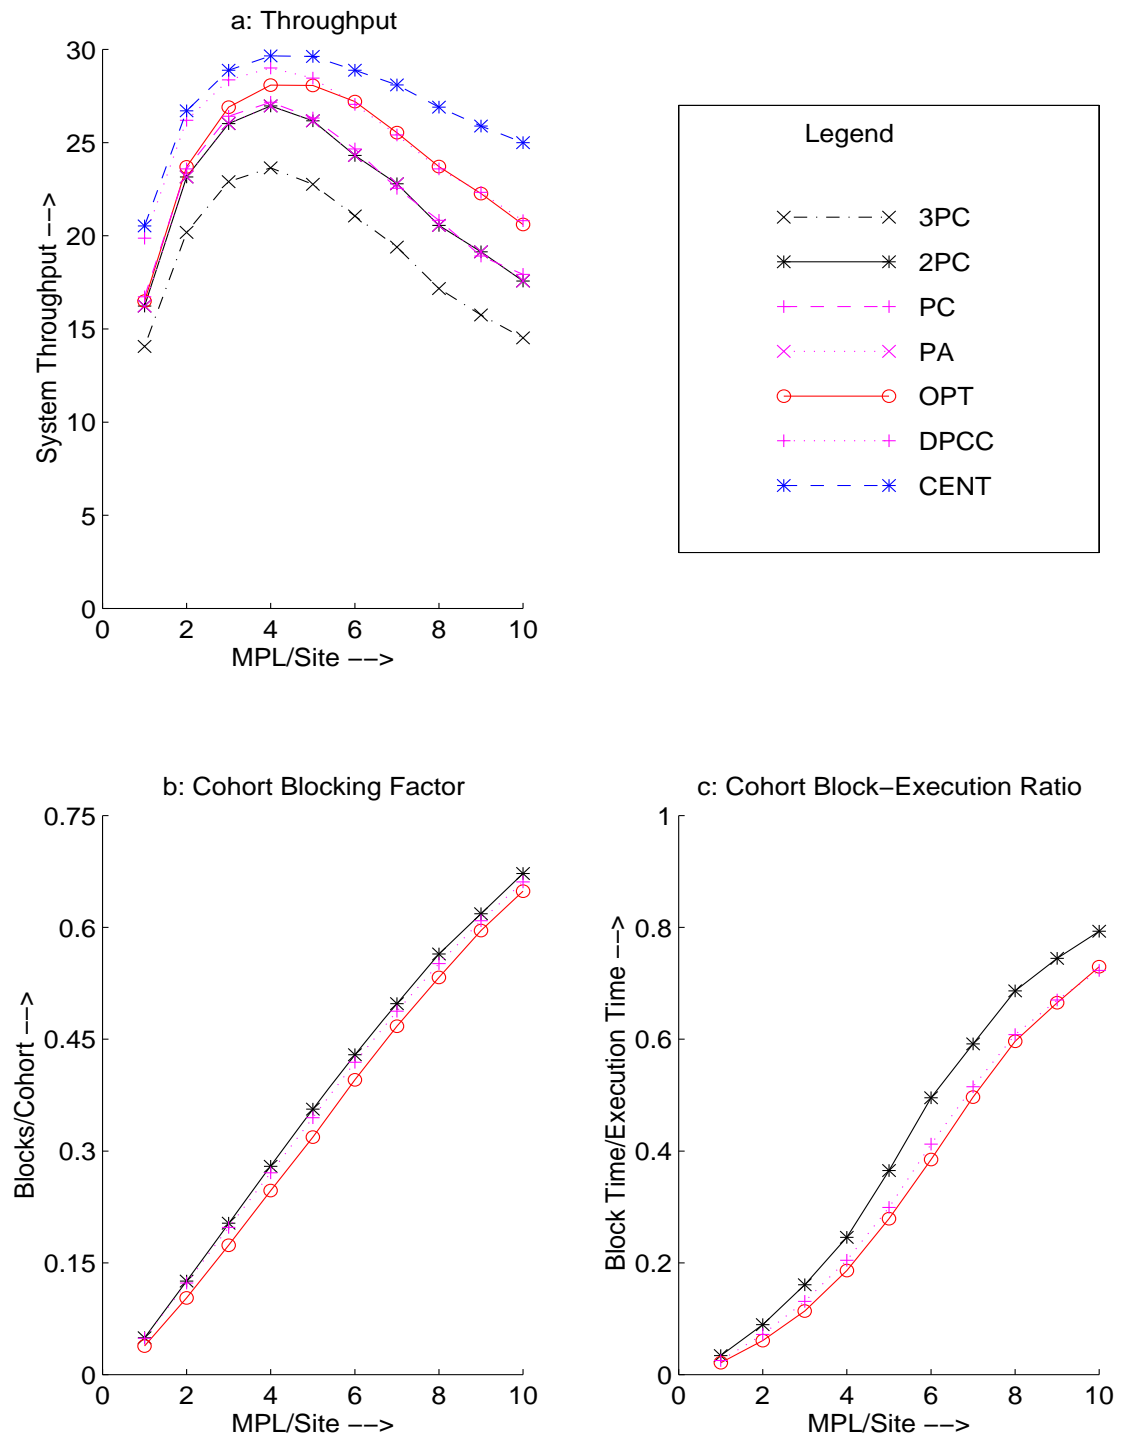 a: Throughput
30
25
20
15
10
5
0
0 2 4 6 8 10
System Throughput −−>
MPL/Site −−>
Legend
3PC
2PC
PC
PA
OPT
DPCC
CENT
b: Cohort Blocking Factor
0.75
0.6
0.45
0.3
0.15
0
0 2 4 6 8 10
Blocks/Cohort −−>
MPL/Site −−>
c: Cohort Block−Execution Ratio
1
0.8
0.6
0.4
0.2
0
0 2 4 6 8 10
Block Time/Execution Time −−>
MPL/Site −−>